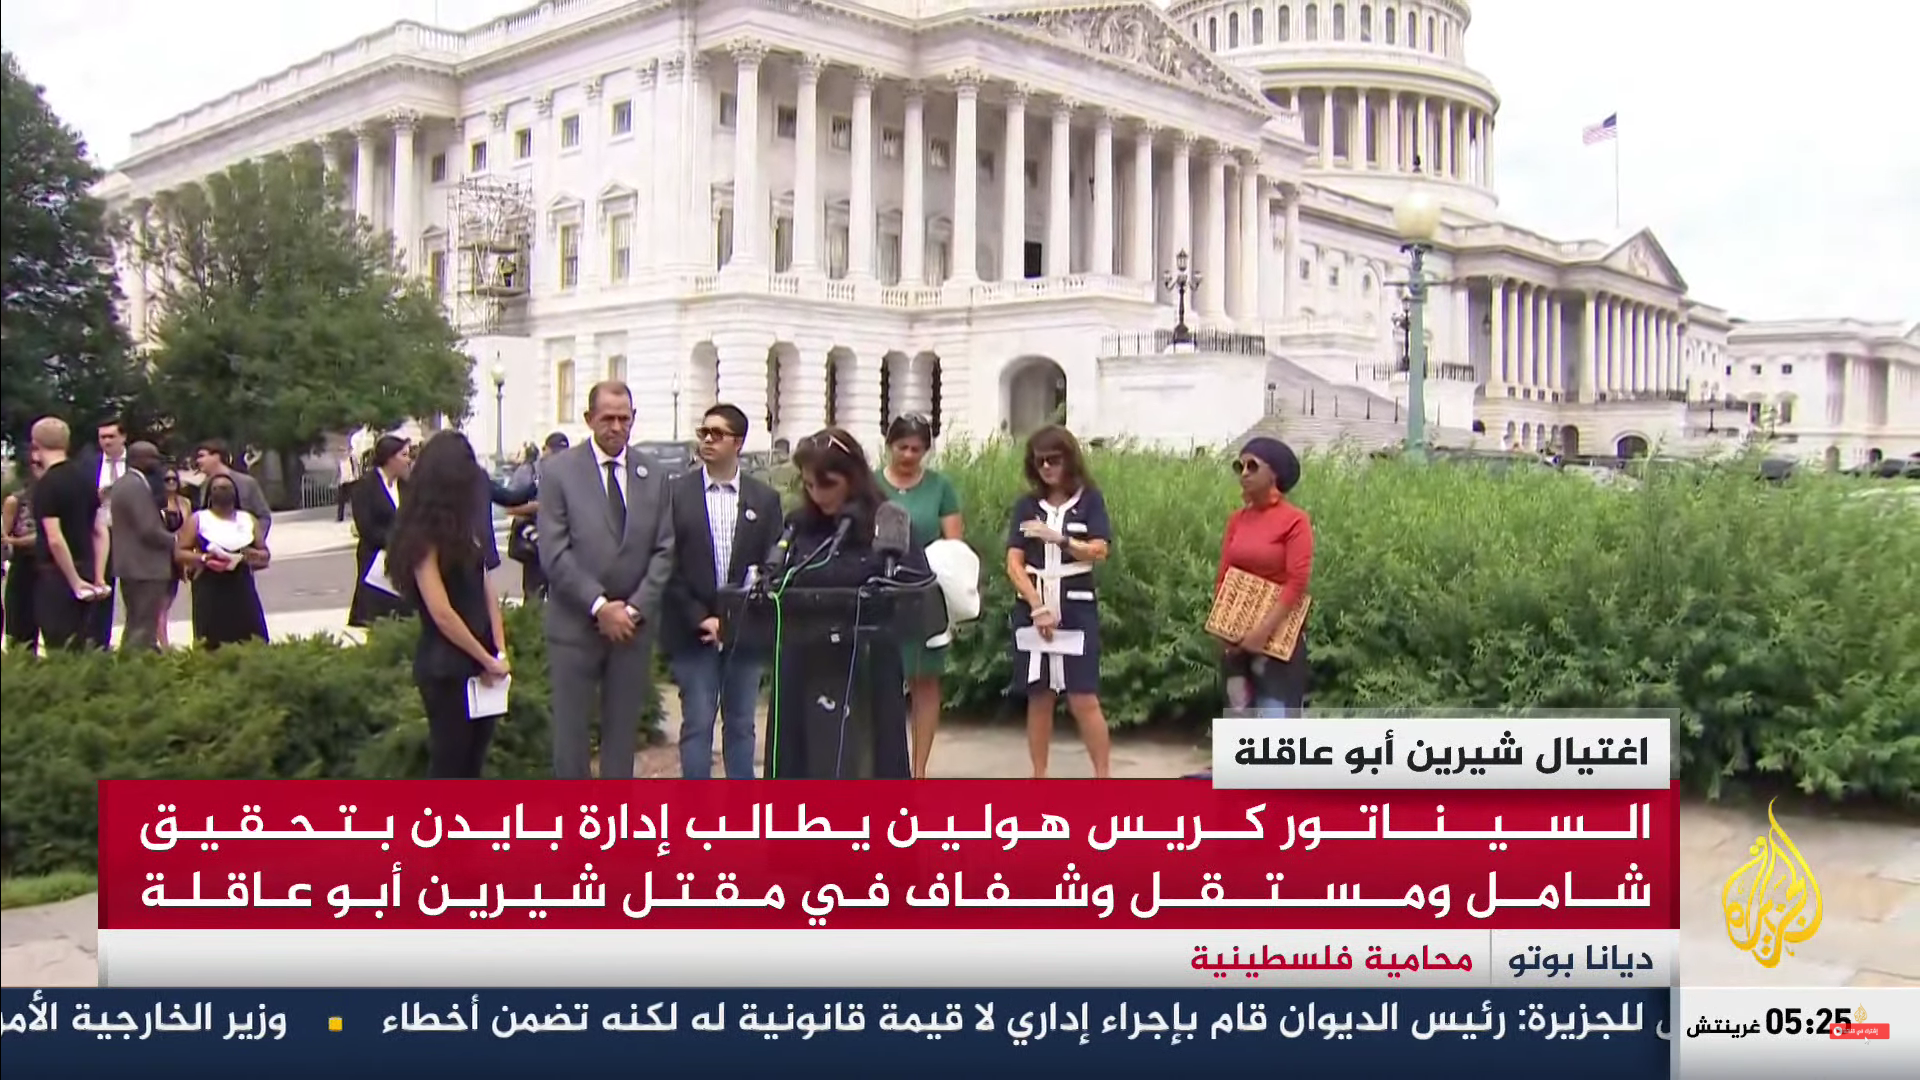 اغتيال شيرين أبو عاقلة
السيناتور كريس هولين يطالب إدارة بايدن بتحقيق
شامل ومستقل وشفاف في مقتل شيرين أبو عاقلة
ديانا بوتو محامية فلسطينية
الجزيرة
للجزيرة: رئيس الديوان قام بإجراء إداري لا قيمة قانونية له لكنه تضمن أخطاء ■ وزير الخارجية الأمر
05:25 غرينتش